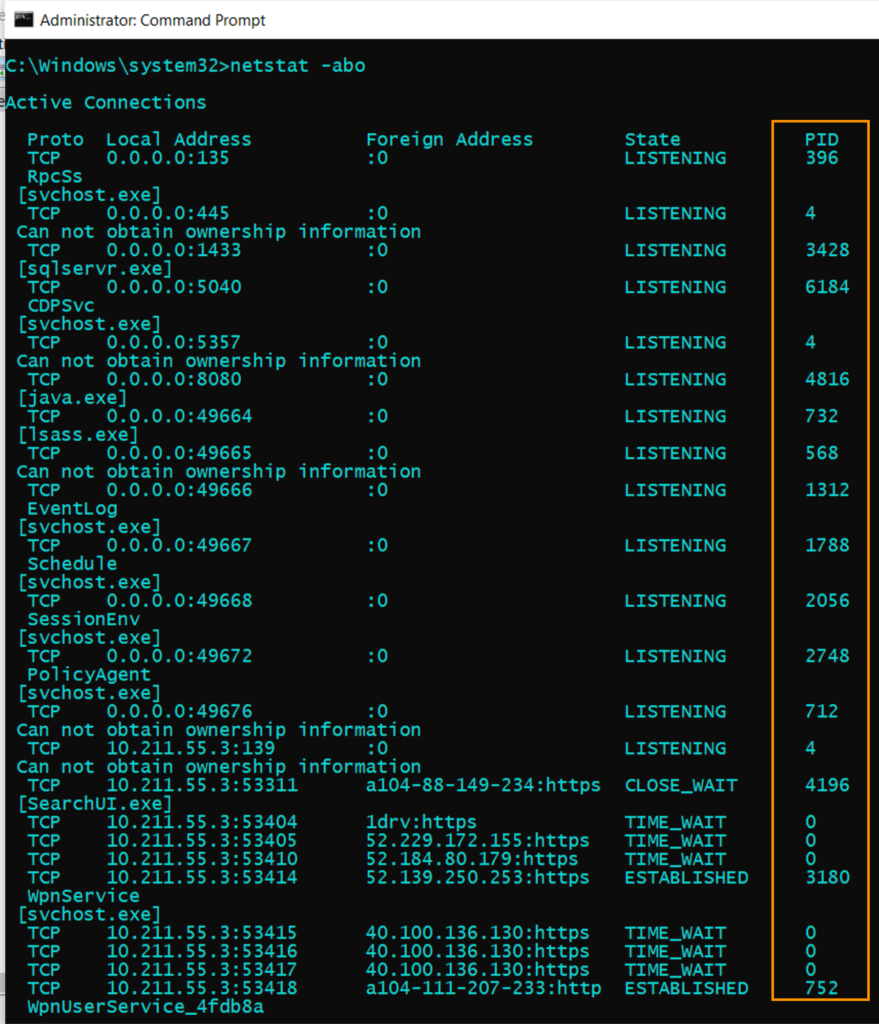 Administrator: Command Prompt
C:\Windows\system32>netstat -abo
Active Connections
Proto Local Address Foreign Address State PID
TCP 0.0.0.0:135 :0 LISTENING 396
RpcSs
[svchost.exe]
TCP 0.0.0.0:445 :0 LISTENING 4
Can not obtain ownership information
TCP 0.0.0.0:1433 :0 LISTENING 3428
[sqlservr.exe]
TCP 0.0.0.0:5040 :0 LISTENING 6184
CDPSvc
[svchost.exe]
TCP 0.0.0.0:5357 :0 LISTENING 4
Can not obtain ownership information
TCP 0.0.0.0:8080 :0 LISTENING 4816
[java.exe]
TCP 0.0.0.0:49664 :0 LISTENING 732
[lsass.exe]
TCP 0.0.0.0:49665 :0 LISTENING 568
Can not obtain ownership information
TCP 0.0.0.0:49666 :0 LISTENING 1312
EventLog
[svchost.exe]
TCP 0.0.0.0:49667 :0 LISTENING 1788
Schedule
[svchost.exe]
TCP 0.0.0.0:49668 :0 LISTENING 2056
SessionEnv
[svchost.exe]
TCP 0.0.0.0:49672 :0 LISTENING 2748
PolicyAgent
[svchost.exe]
TCP 0.0.0.0:49676 :0 LISTENING 712
Can not obtain ownership information
TCP 10.211.55.3:139 :0 LISTENING 4
Can not obtain ownership information
TCP 10.211.55.3:53311 a104-88-149-234:https CLOSE_WAIT 4196
[SearchUI.exe]
TCP 10.211.55.3:53404 1drv:https TIME_WAIT 0
TCP 10.211.55.3:53405 52.229.172.155:https TIME_WAIT 0
TCP 10.211.55.3:53410 52.184.80.179:https TIME_WAIT 0
TCP 10.211.55.3:53414 52.139.250.253:https ESTABLISHED 3180
WpnService
[svchost.exe]
TCP 10.211.55.3:53415 40.100.136.130:https TIME_WAIT 0
TCP 10.211.55.3:53416 40.100.136.130:https TIME_WAIT 0
TCP 10.211.55.3:53417 40.100.136.130:https TIME_WAIT 0
TCP 10.211.55.3:53418 a104-111-207-233:http ESTABLISHED 752
WpnUserService_4fdb8a